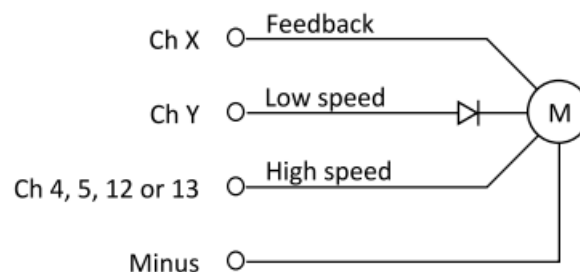 Ch X Feedback
Ch Y Low speed
M
Ch 4, 5, 12 or 13 High speed
Minus